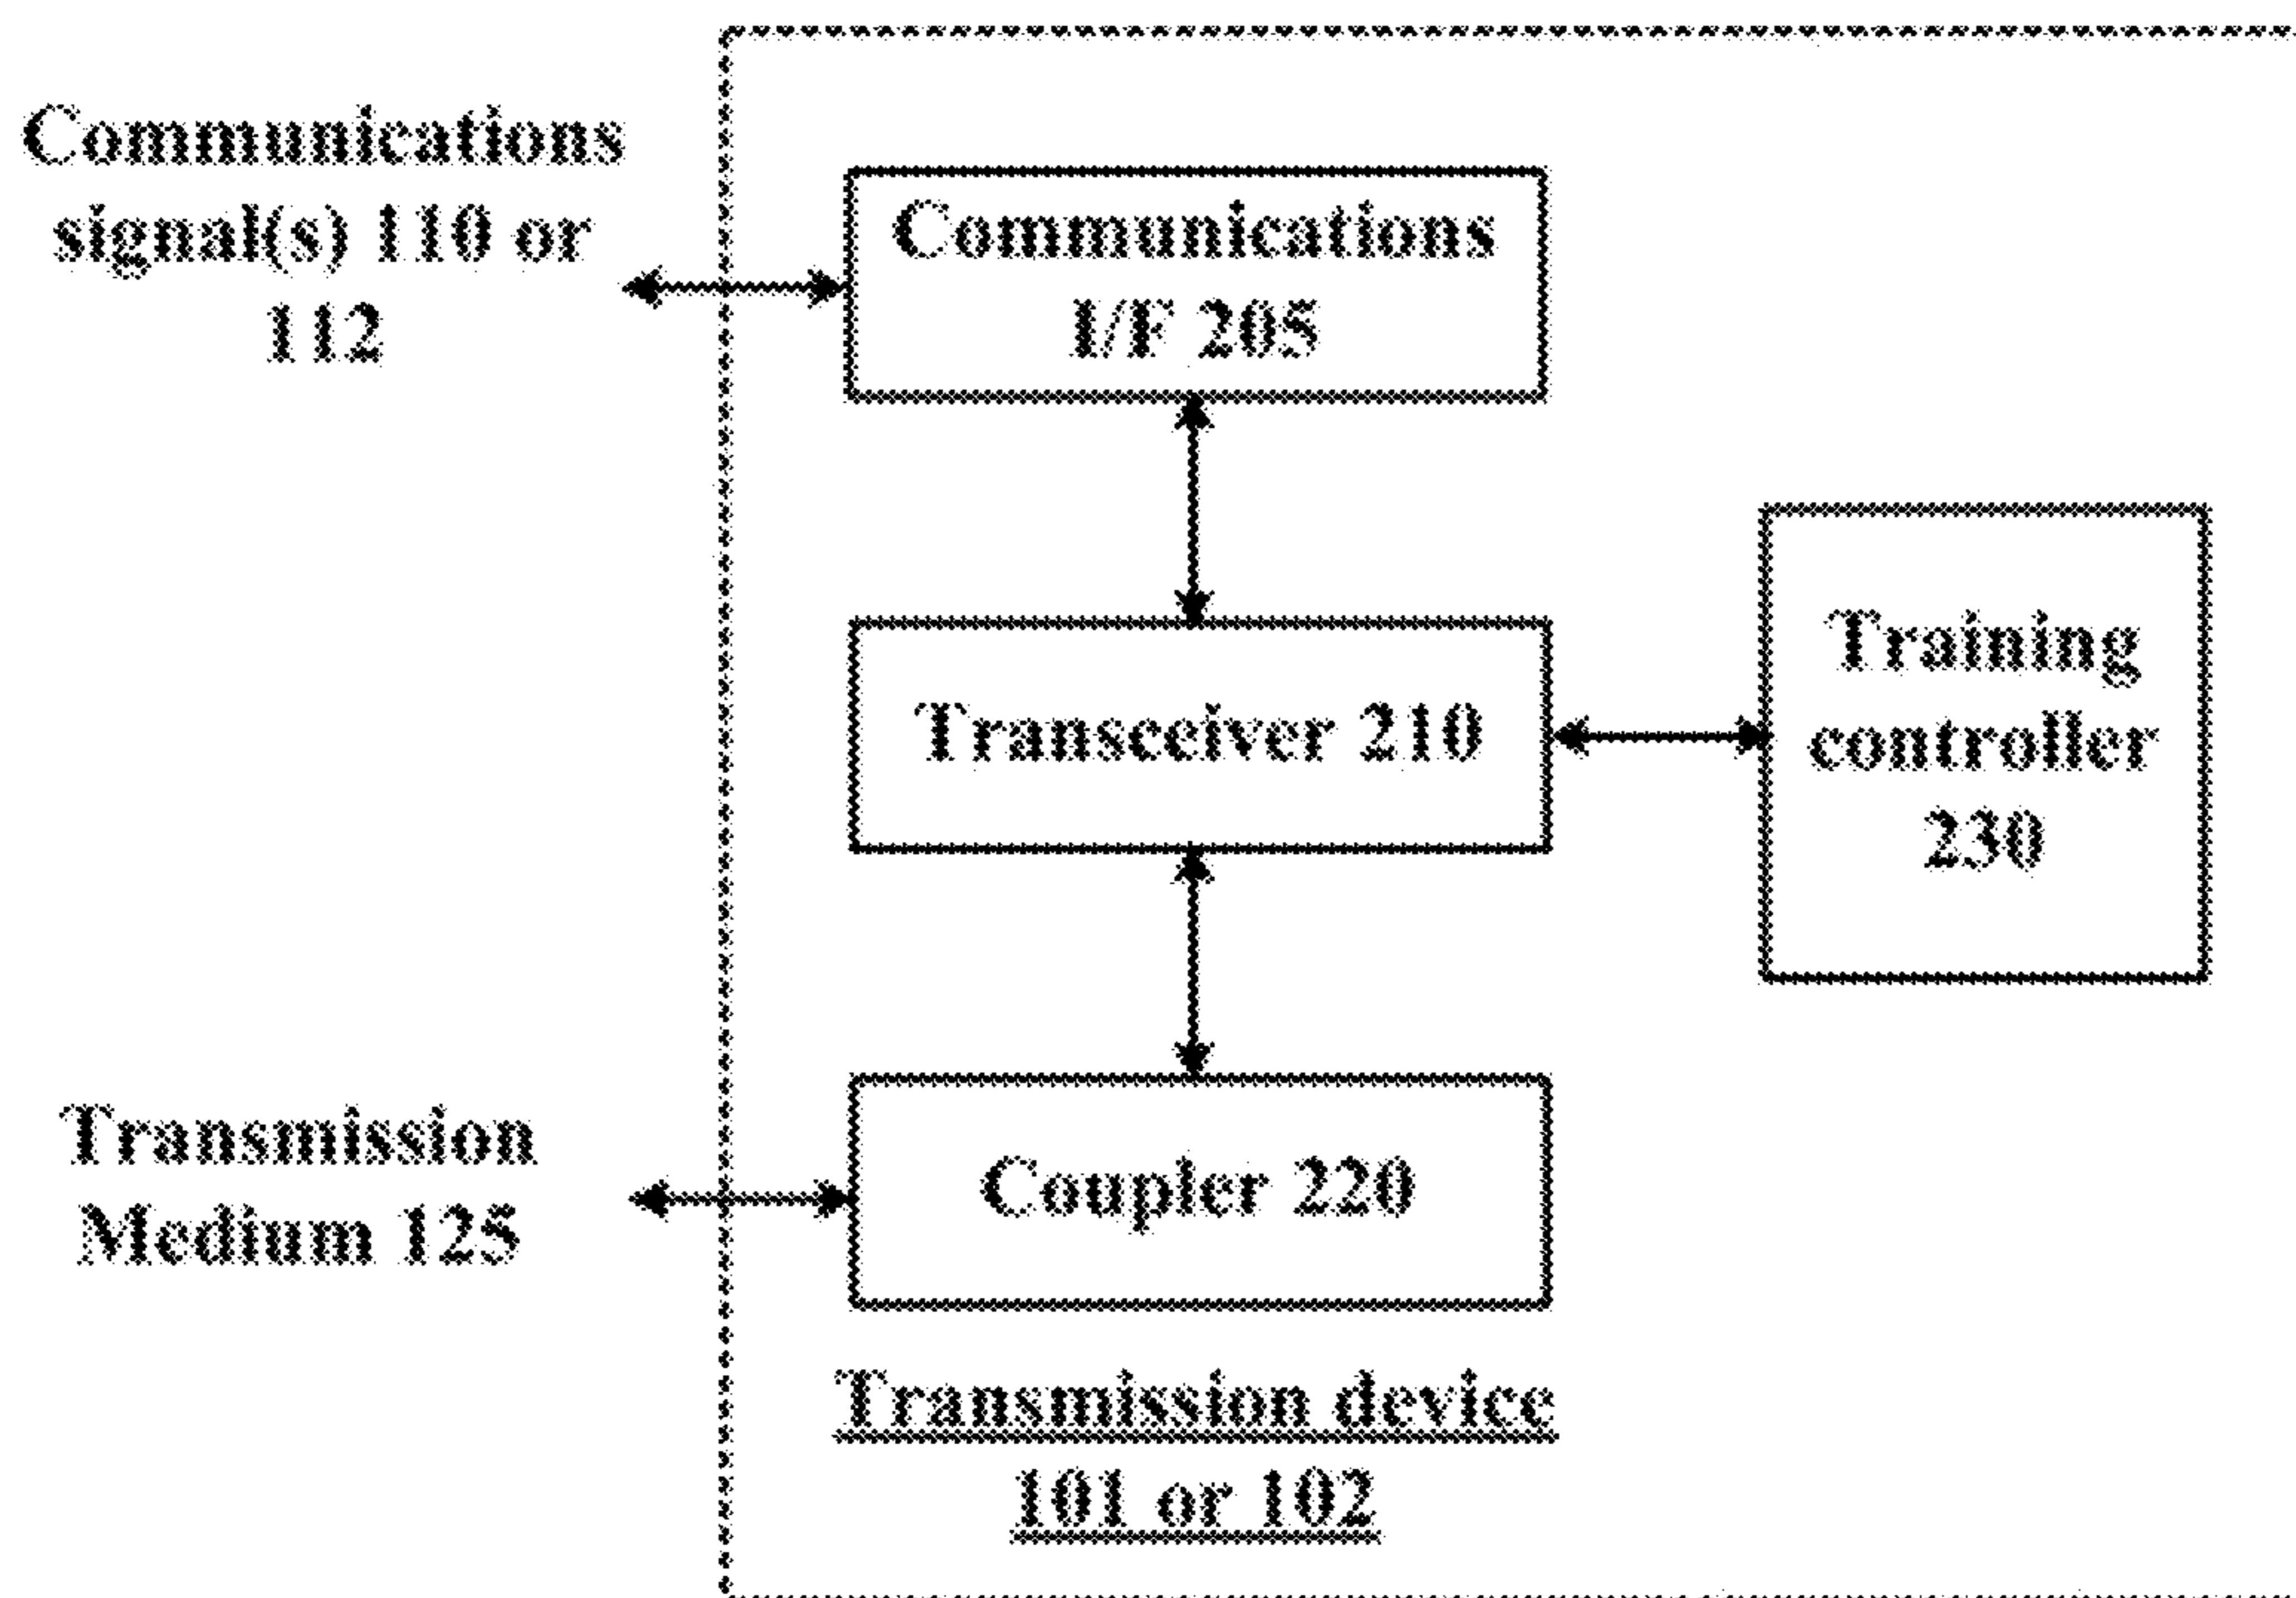 Communications
signal(s) 110 or
112
Communications
I/F 205
Transceiver 210
Training
controller
230
Transmission
Medium 125
Coupler 220
Transmission device
101 or 102